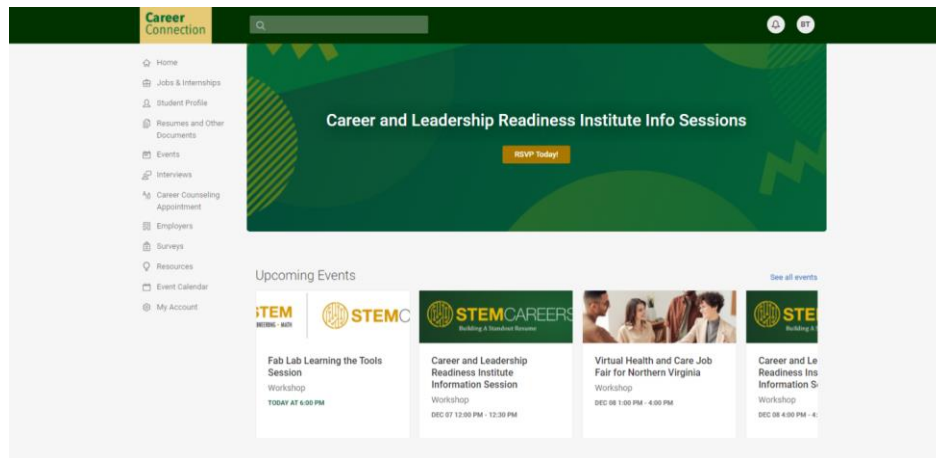 Career
Connection
BT
Home
Jobs & Internships
Student Profile
Resumes and Other
Documents
Events
Interviews
Career Counseling
Appointment
Employers
Surveys
Resources
Event Calendar
My Account
Career and Leadership Readiness Institute Info Sessions
RSVP Today!
Upcoming Events
See all events
STEM
STEMC
Fab Lab Learning the Tools
Session
Workshop
TODAY AT 6:00 PM
STEMCAREERS
Building A Standout Resume
Career and Leadership
Readiness Institute
Information Session
Workshop
DEC 07 12:00 PM - 12:30 PM
Virtual Health and Care Job
Fair for Northern Virginia
Workshop
DEC 08 1:00 PM - 4:00 PM
STE
Building A
Career and Le
Readiness Ins
Information S
Workshop
DEC 08 4:00 PM - 4: